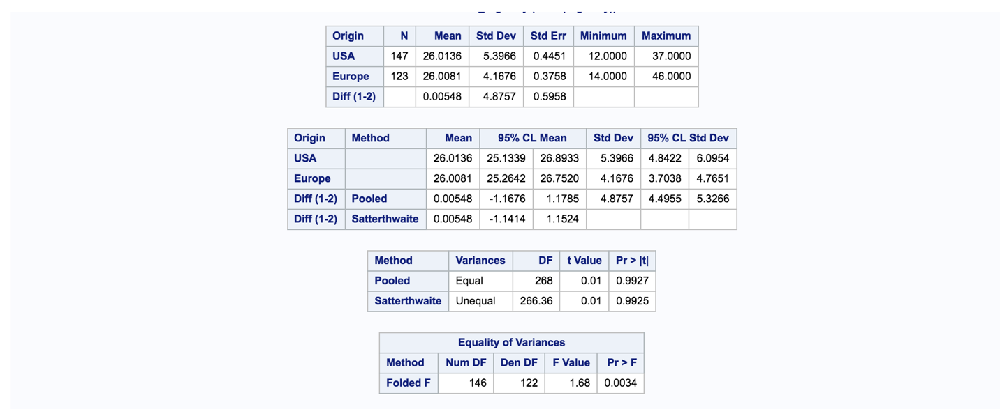 Origin N Mean Std Dev Std Err Minimum Maximum
USA 147 26.0136 5.3966 0.4451 12.0000 37.0000
Europe 123 26.0081 4.1676 0.3758 14.0000 46.0000
Diff (1-2) 0.00548 4.8757 0.5958
Origin Method Mean 95% CL Mean Std Dev 95% CL Std Dev
USA 26.0136 25.1339 26.8933 5.3966 4.8422 6.0954
Europe 26.0081 25.2642 26.7520 4.1676 3.7038 4.7651
Diff (1-2) Pooled 0.00548 -1.1676 1.1785 4.8757 4.4955 5.3266
Diff (1-2) Satterthwaite 0.00548 -1.1414 1.1524
Method Variances DF t Value Pr > |t|
Pooled Equal 268 0.01 0.9927
Satterthwaite Unequal 266.36 0.01 0.9925
Equality of Variances
Method Num DF Den DF F Value Pr > F
Folded F 146 122 1.68 0.0034